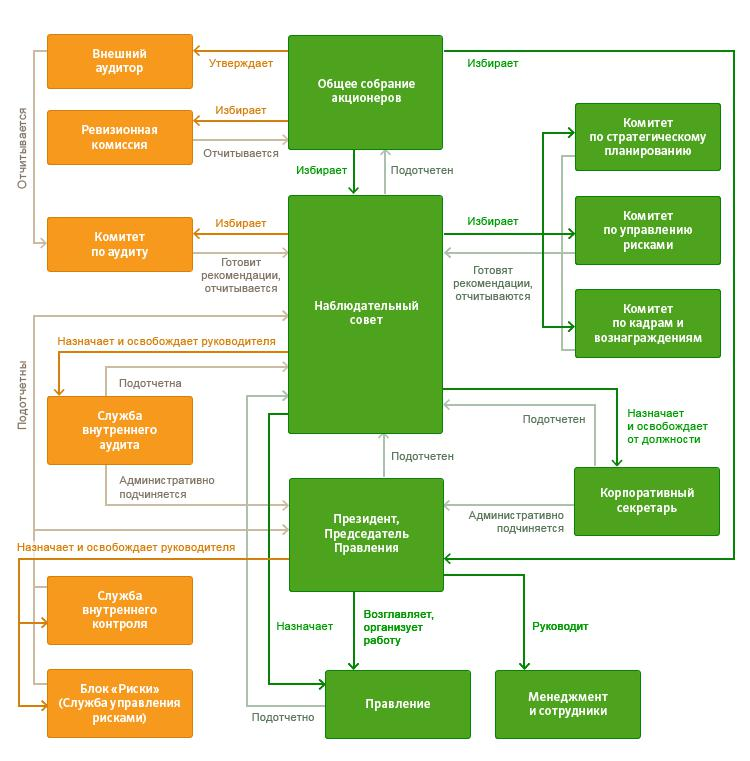 Внешний
аудитор
Утверждает
Общее собрание
акционеров
Избирает
Ревизионная
комиссия
Избирает
Отчитывается
Отчитывается
Избирает
Подотчетен
Комитет
по стратегическому
планированию
Комитет
по аудиту
Избирает
Готовит
рекомендации,
отчитывается
Наблюдательный
совет
Избирает
Готовят
рекомендации,
отчитываются
Комитет
по управлению
рисками
Комитет
по кадрам и
вознаграждениям
Назначает и освобождает руководителя
Подотчетна
Подотчетны
Служба
внутреннего
аудита
Административно
подчиняется
Подотчетен
Подотчетен
Назначает
и освобождает
от должности
Корпоративный
секретарь
Административно
подчиняется
Президент,
Председатель
Правления
Назначает и освобождает руководителя
Служба
внутреннего
контроля
Назначает
Возглавляет,
организует
работу
Руководит
Блок «Риски»
(Служба управления
рисками)
Подотчетно
Правление
Менеджмент
и сотрудники